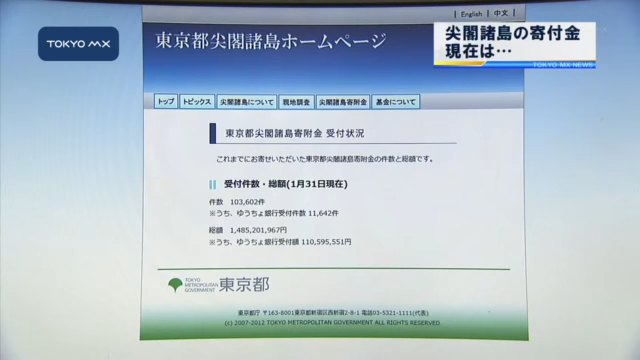 TOKYO MX
English
中文
東京都尖閣諸島ホームページ
尖閣諸島の寄付金
現在は…
TOKYO MX NEWS
トップ
トピックス
尖閣諸島について
現地調査
尖閣諸島寄附金
基金について
東京都尖閣諸島寄附金 受付状況
これまでにお寄せいただいた東京都尖閣諸島寄附金の件数と総額です。
受付件数・総額(1月31日現在)
件数 103,602件
※うち、ゆうちょ銀行受付件数 11,642件
総額 1,485,201,967円
※うち、ゆうちょ銀行受付額 110,595,551円
TOKYO
METROPOLITAN
GOVERNMENT
東京都
東京都庁 〒163-8001東京都新宿区西新宿2-8-1 電話03-5321-1111(代表)
(c) 2007-2012 TOKYO METROPOLITAN GOVERNMENT ALL RIGHTS RESERVED